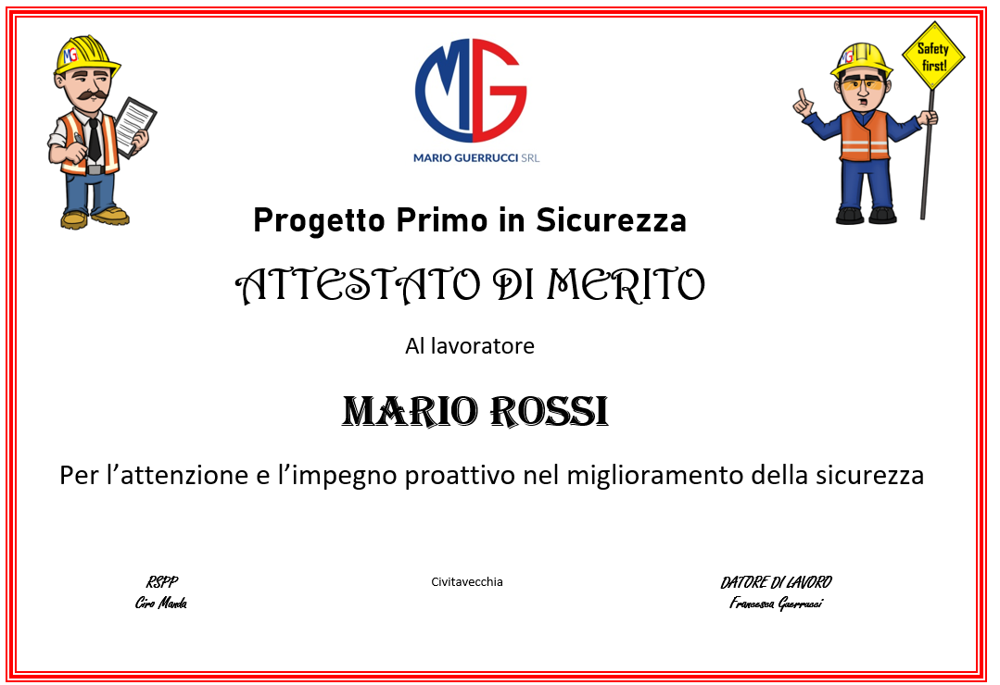 MG
MG
Safety
first!
MG
MARIO GUERRUCCI SRL
Progetto Primo in Sicurezza
ATTESTATO DI MERITO
Al lavoratore
MARIO ROSSI
Per l’attenzione e l’impegno proattivo nel miglioramento della sicurezza
RSPP
Ciro Manda
Civitavecchia
DATORE DI LAVORO
Francesca Guerrucci